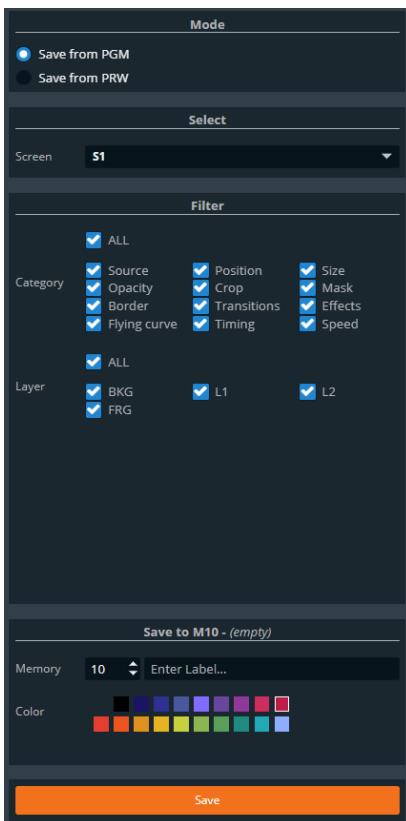 Mode
Save from PGM
Save from PRW
Select
Screen S1
Filter
ALL
Category
Source Position Size
Opacity Crop Mask
Border Transitions Effects
Flying curve Timing Speed
ALL
Layer
BKG L1 L2
FRG
Save to M10 - (empty)
Memory 10 Enter Label...
Color
Save